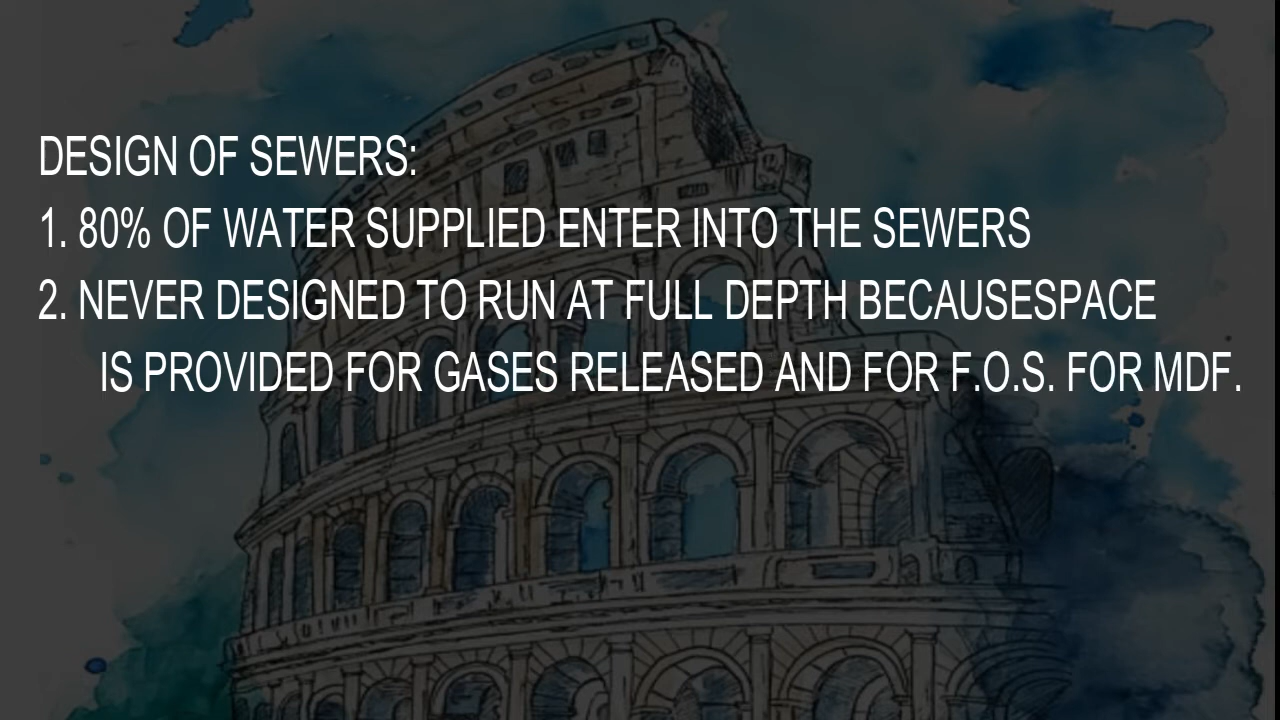 DESIGN OF SEWERS:
1. 80% OF WATER SUPPLIED ENTER INTO THE SEWERS
2. NEVER DESIGNED TO RUN AT FULL DEPTH BECAUSESPACE
IS PROVIDED FOR GASES RELEASED AND FOR F.O.S. FOR MDF.